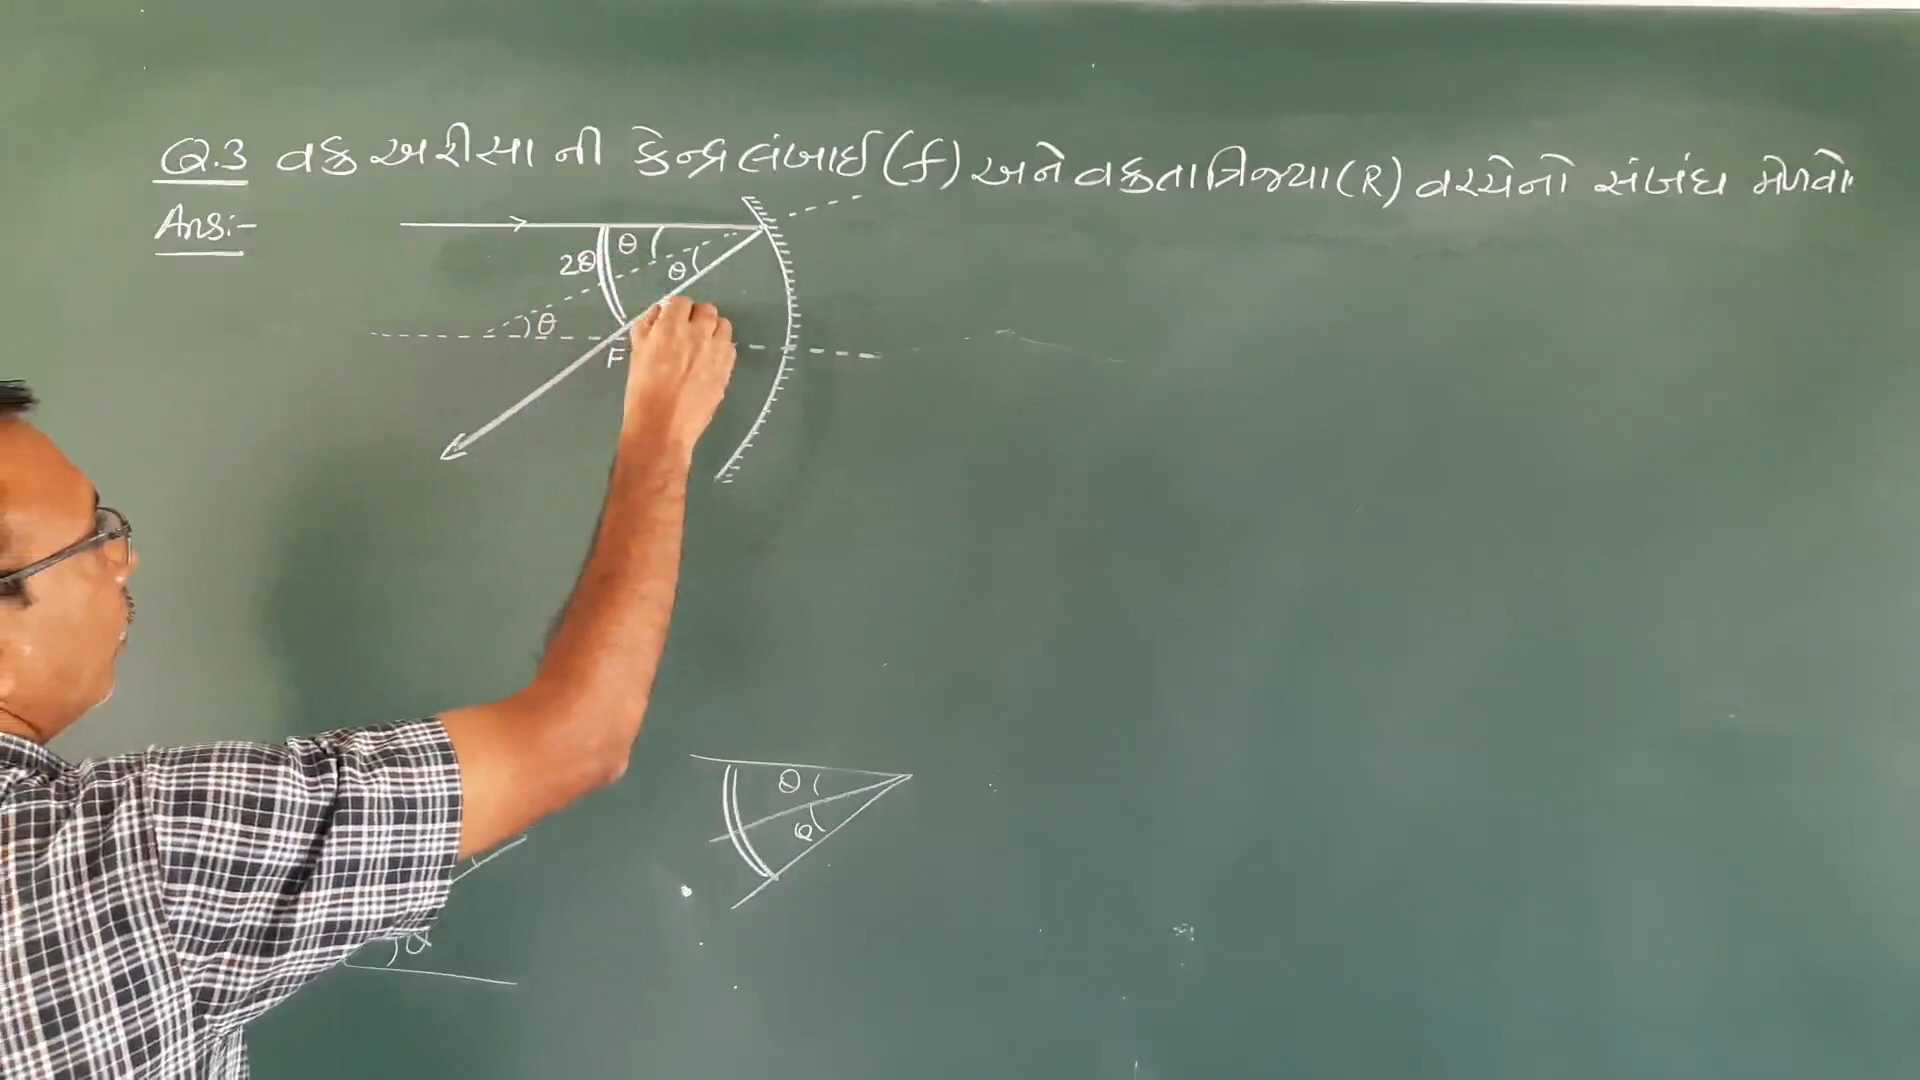 Q.3 વક્ર અરીસા ની કેન્દ્રલંબાઈ (f) અને વક્રતાત્રિજ્યા (R) વચ્ચેનો સંબંધ મેળવો
Ans:-
θ
2θ
θ
θ
F
θ
θ
α